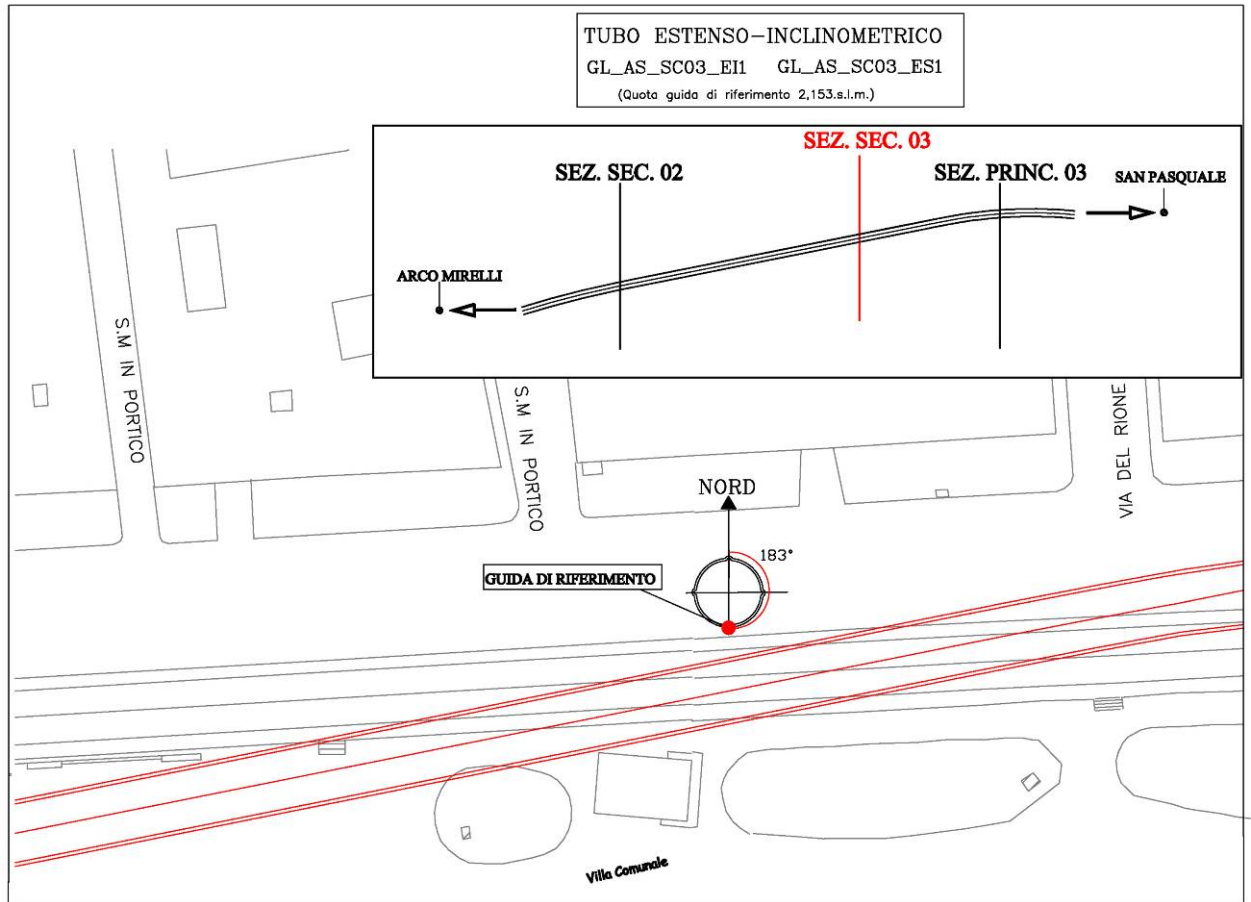 TUBO ESTENSO-INCLINOMETRICO
GL_AS_SC03_EI1 GL_AS_SC03_ES1
(Quota guida di riferimento 2,153.s.l.m.)
SEZ. SEC. 03
SEZ. SEC. 02
SEZ. PRINC. 03
SAN PASQUALE
ARCO MIRELLI
S.M IN PORTICO
S.M IN PORTICO
VIA DEL RIONE
NORD
183°
GUIDA DI RIFERIMENTO
Villa Comunale